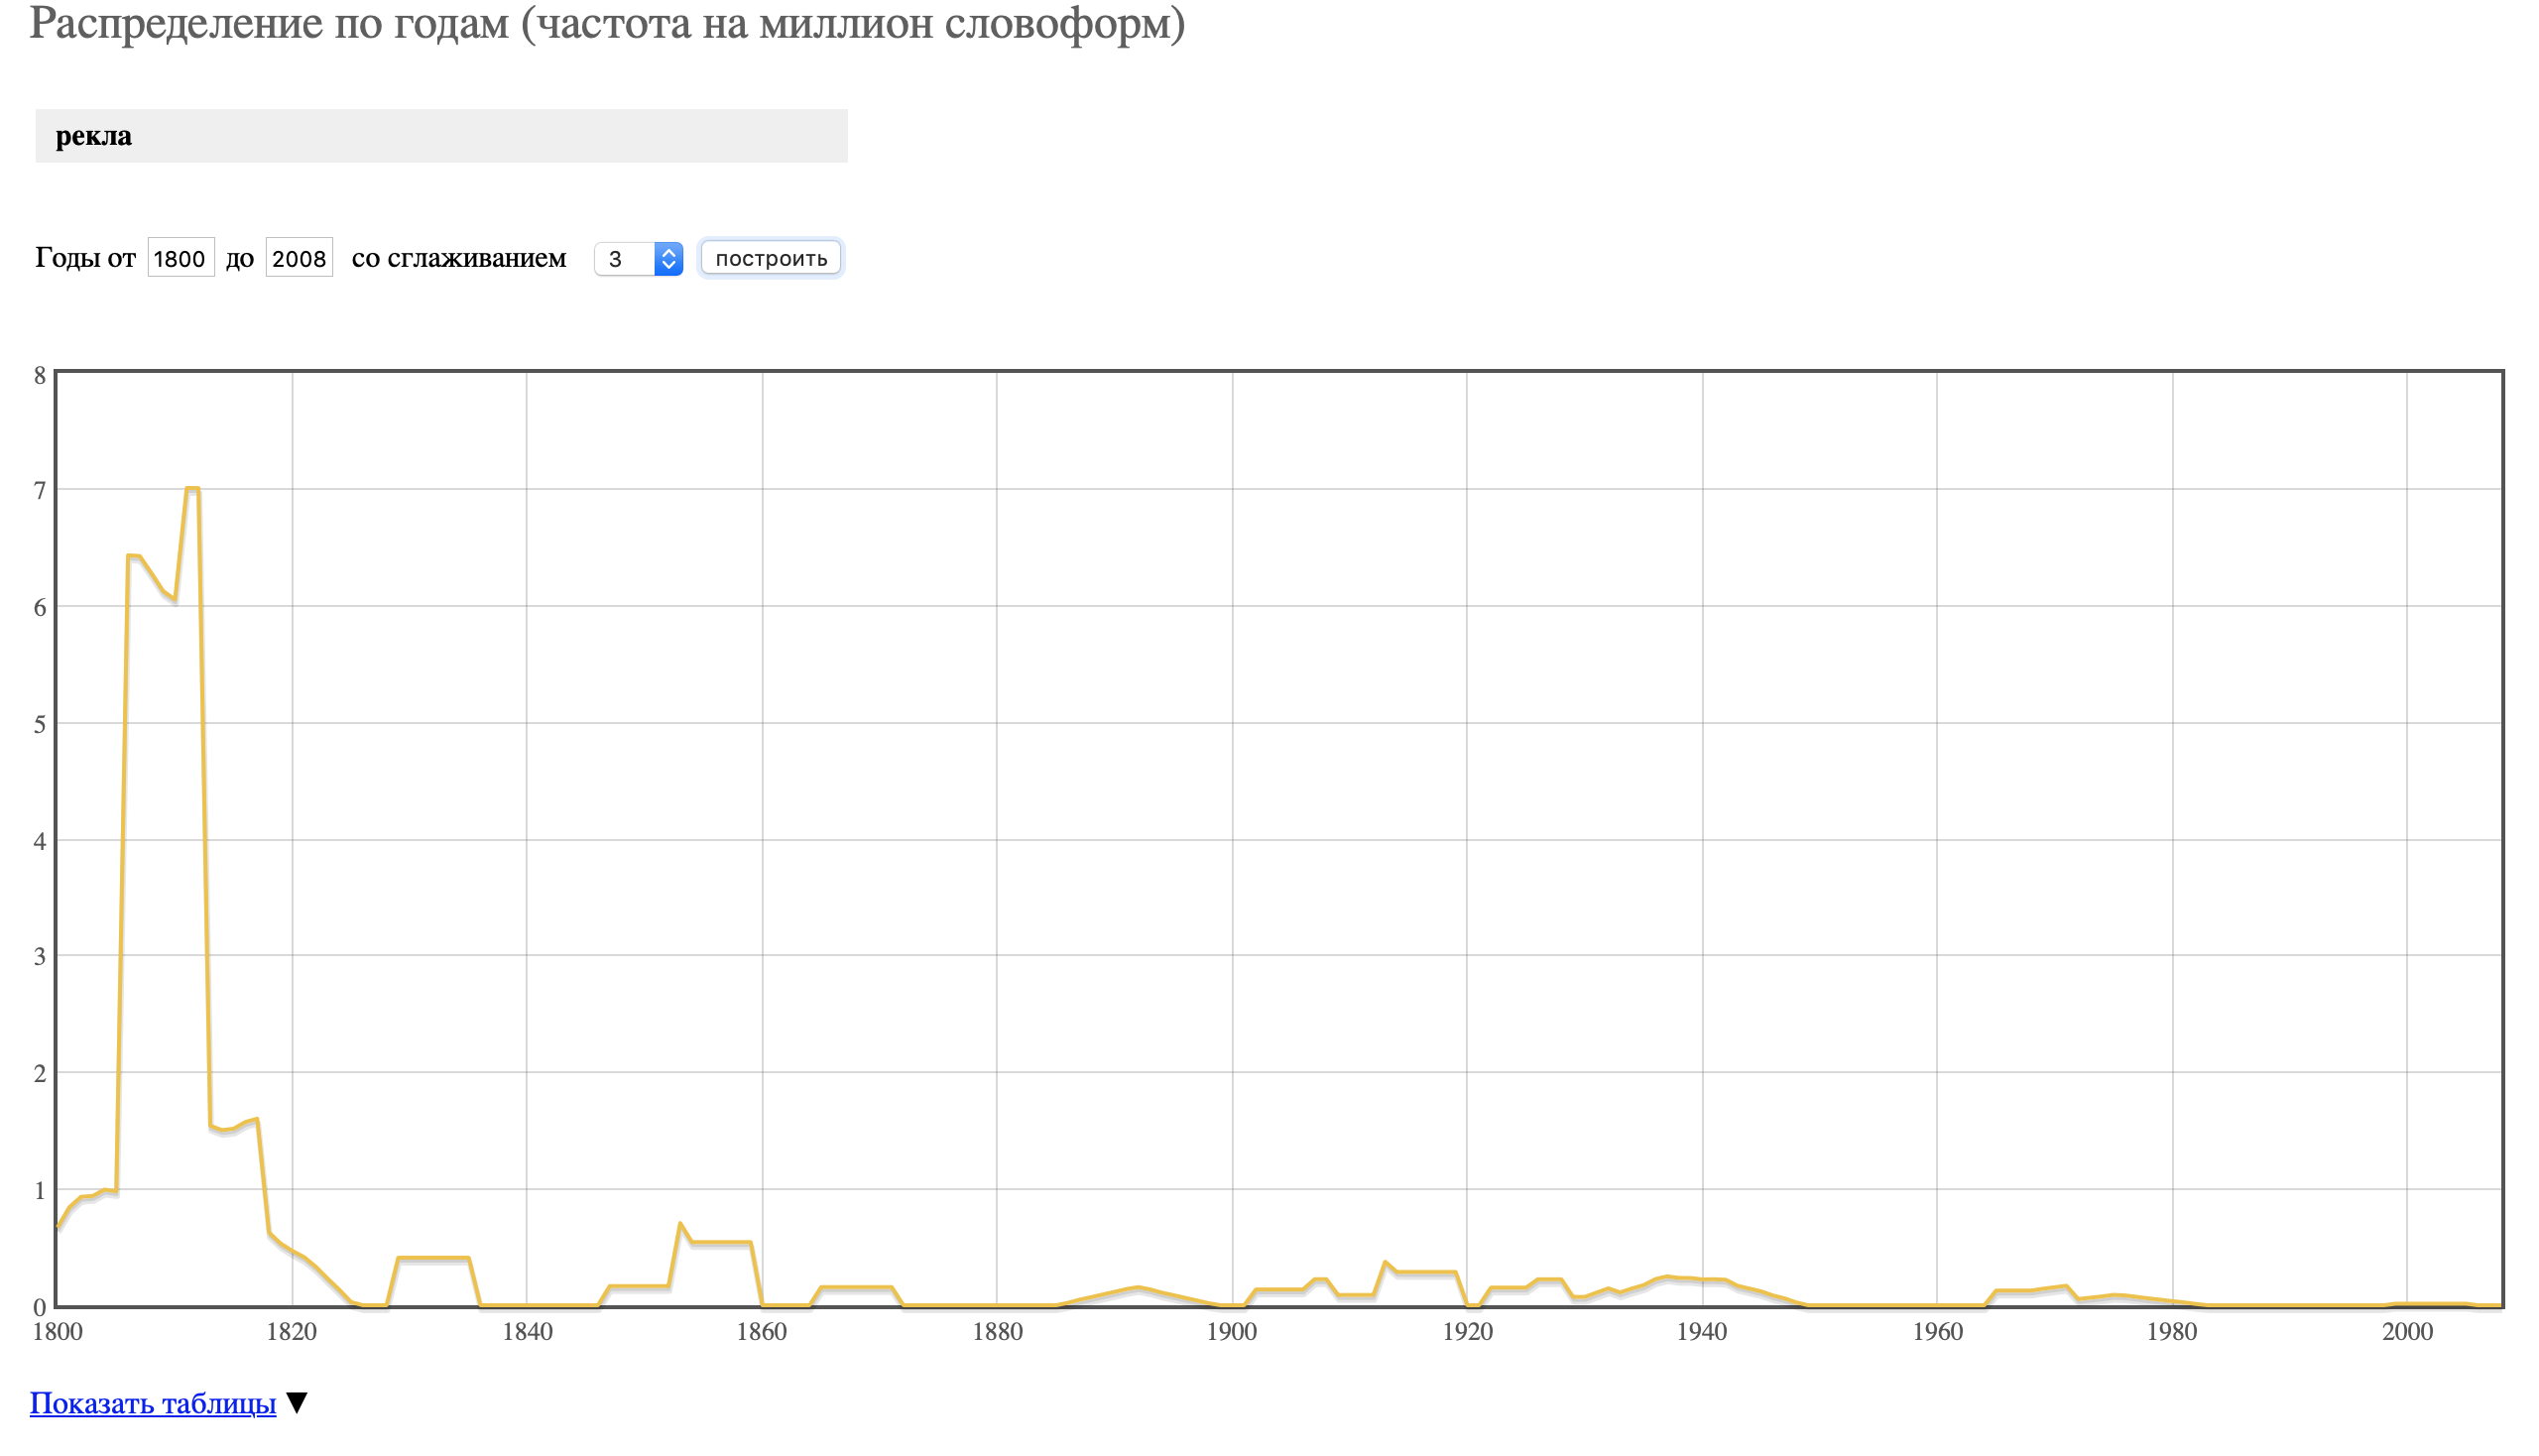 Распределение по годам (частота на миллион словоформ)
рекла
Годы от 1800 до 2008 со сглаживанием 3 построить
8
7
6
5
4
3
2
1
0
1800 1820 1840 1860 1880 1900 1920 1940 1960 1980 2000
Показать таблицы ▼